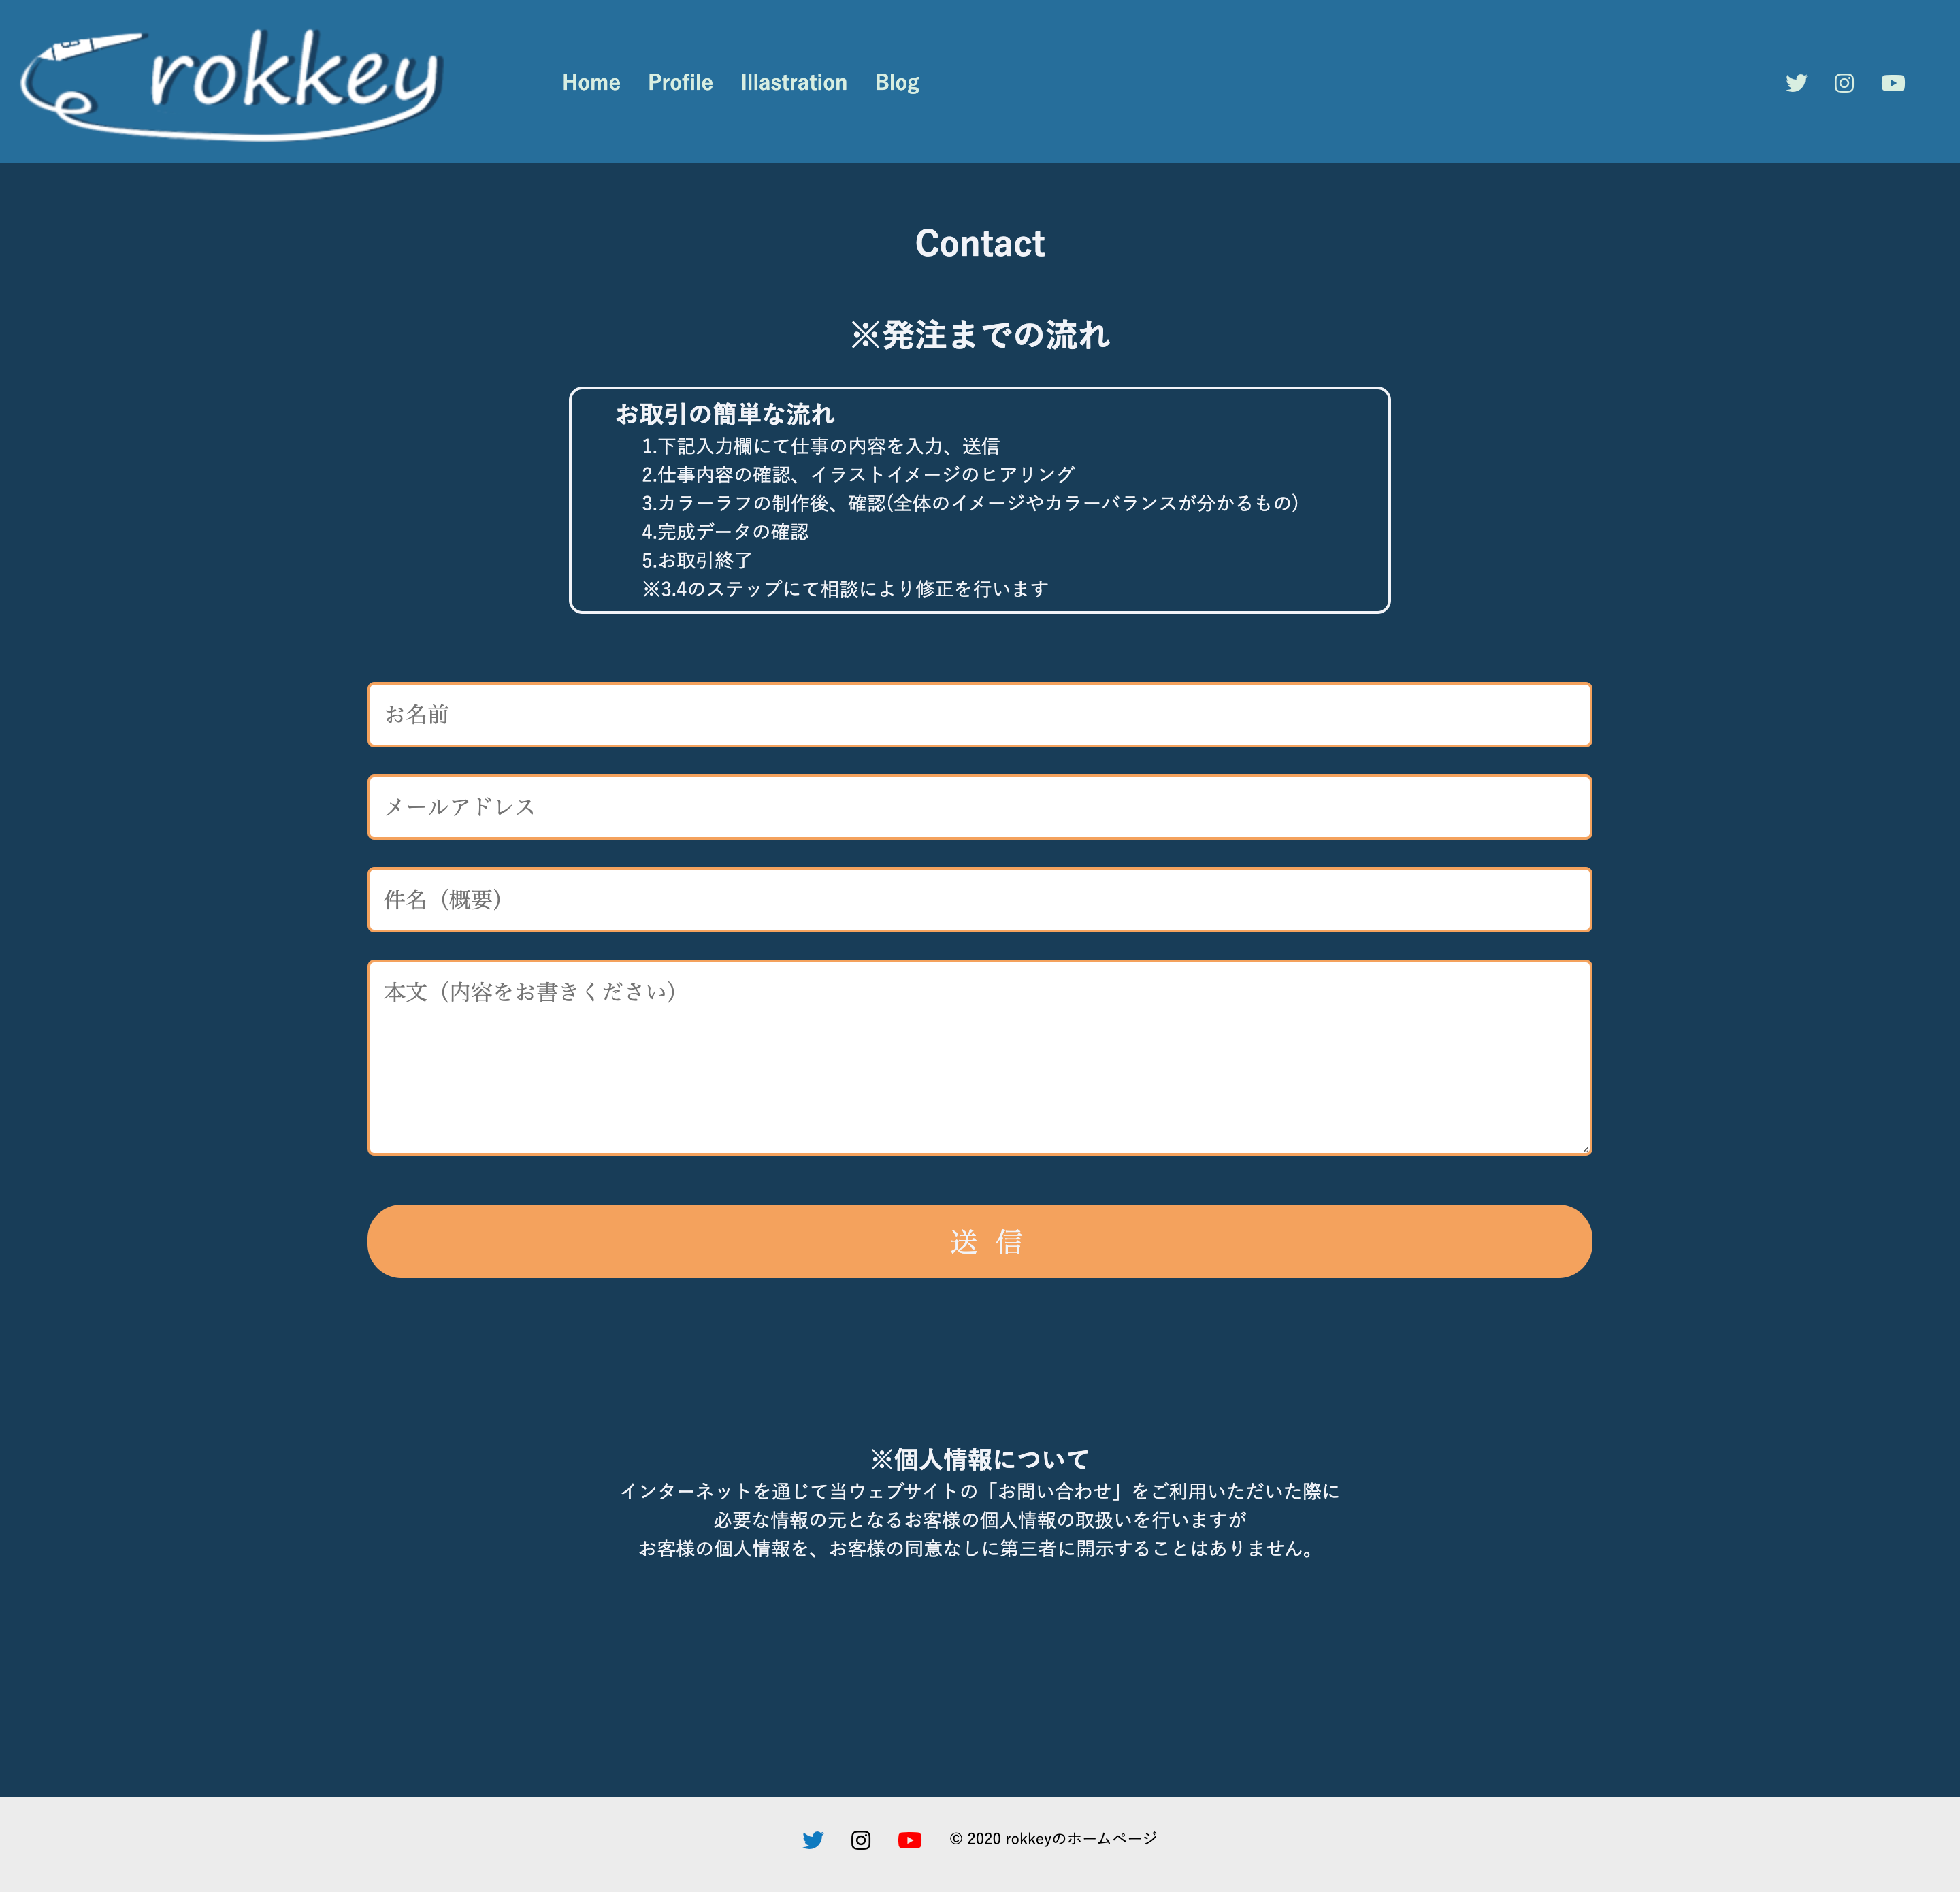 rokkey
Home Profile Illastration Blog
Contact
※発注までの流れ
お取引の簡単な流れ
1.下記入力欄にて仕事の内容を入力、送信
2.仕事内容の確認、イラストイメージのヒアリング
3.カラーラフの制作後、確認(全体のイメージやカラーバランスが分かるもの)
4.完成データの確認
5.お取引終了
※3.4のステップにて相談により修正を行います
お名前
メールアドレス
件名（概要）
本文（内容をお書きください）
送 信
※個人情報について
インターネットを通じて当ウェブサイトの「お問い合わせ」をご利用いただいた際に
必要な情報の元となるお客様の個人情報の取扱いを行いますが
お客様の個人情報を、お客様の同意なしに第三者に開示することはありません。
© 2020 rokkeyのホームページ